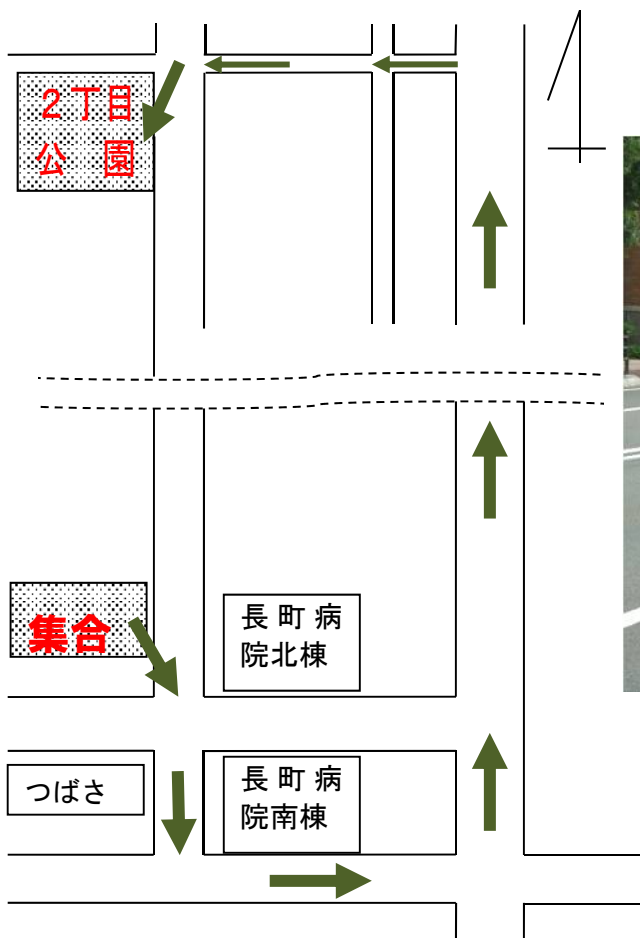 ２丁目
公　園
集合
長 町 病
院北棟
つばさ
長 町 病
院南棟